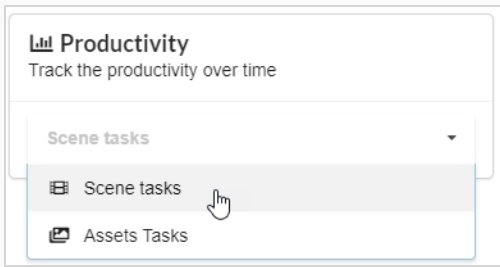 Productivity
Track the productivity over time
Scene tasks
Scene tasks
Assets Tasks